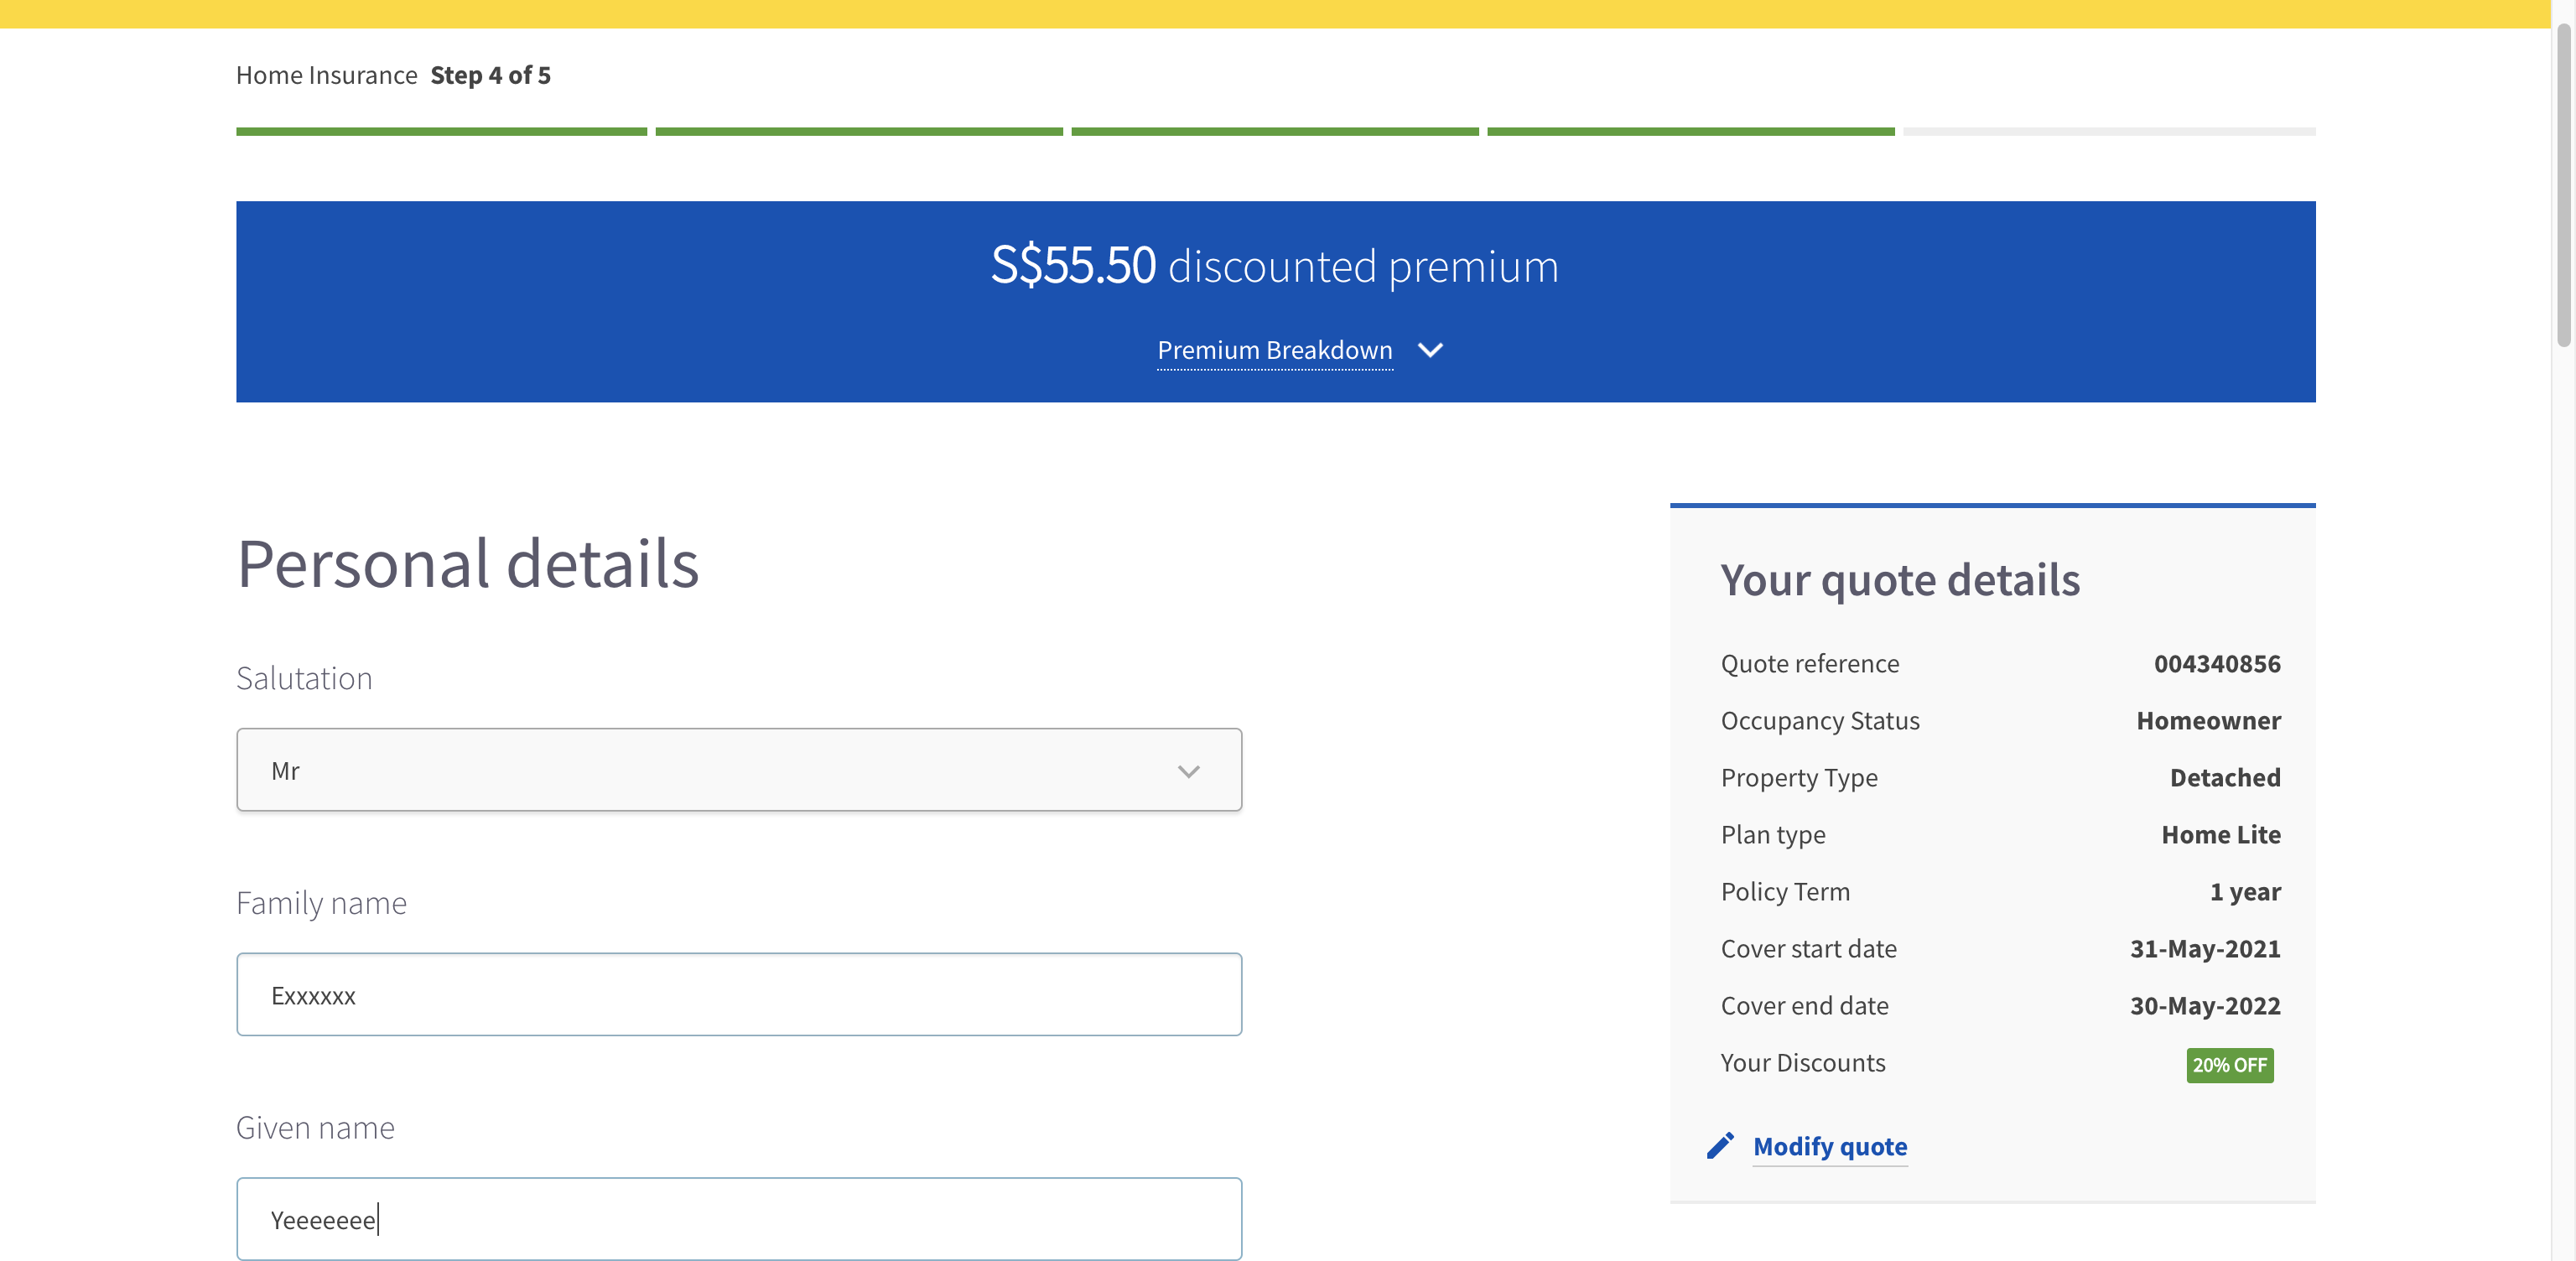 Home Insurance Step 4 of 5
S$55.50 discounted premium
Premium Breakdown
Personal details
Salutation
Mr
Family name
Exxxxxx
Given name
Yeeeeeee
Your quote details
Quote reference 004340856
Occupancy Status Homeowner
Property Type Detached
Plan type Home Lite
Policy Term 1 year
Cover start date 31-May-2021
Cover end date 30-May-2022
Your Discounts 20% OFF
Modify quote